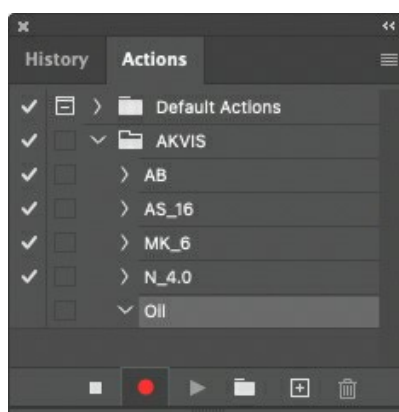 History Actions
Default Actions
AKVIS
AB
AS_16
MK_6
N_4.0
Oil